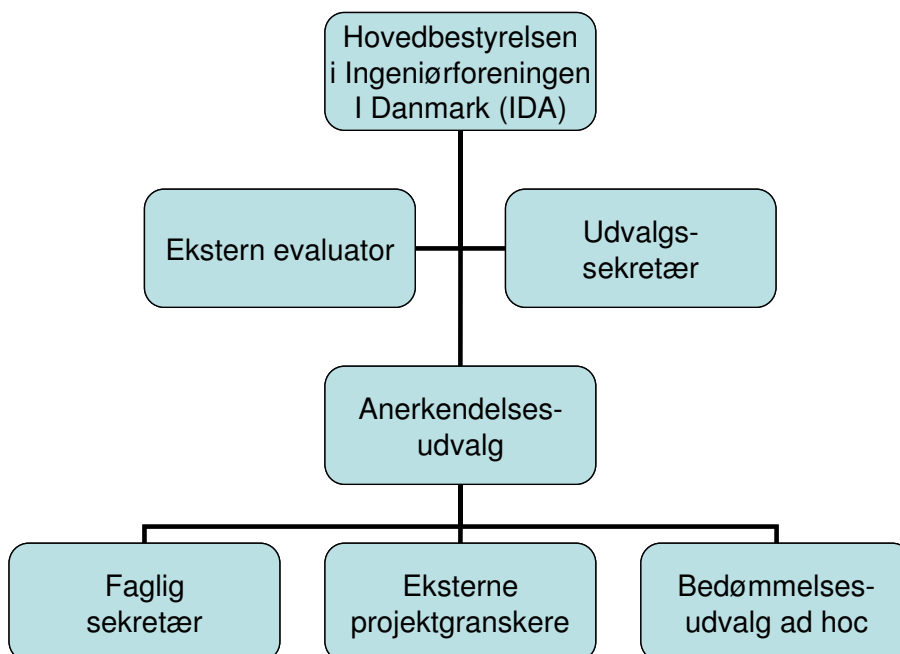 Hovedbestyrelsen
i Ingeniørforeningen
I Danmark (IDA)
Ekstern evaluator
Udvalgs-
sekretær
Anerkendelses-
udvalg
Faglig
sekretær
Eksterne
projektgranskere
Bedømmelses-
udvalg ad hoc